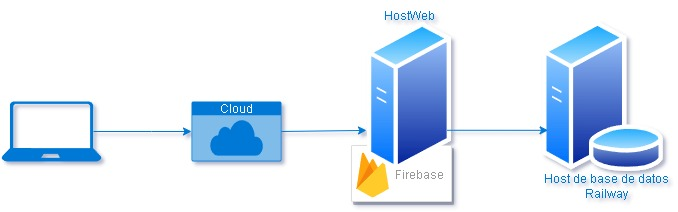 HostWeb
Cloud
Firebase
Host de base de datos
Railway